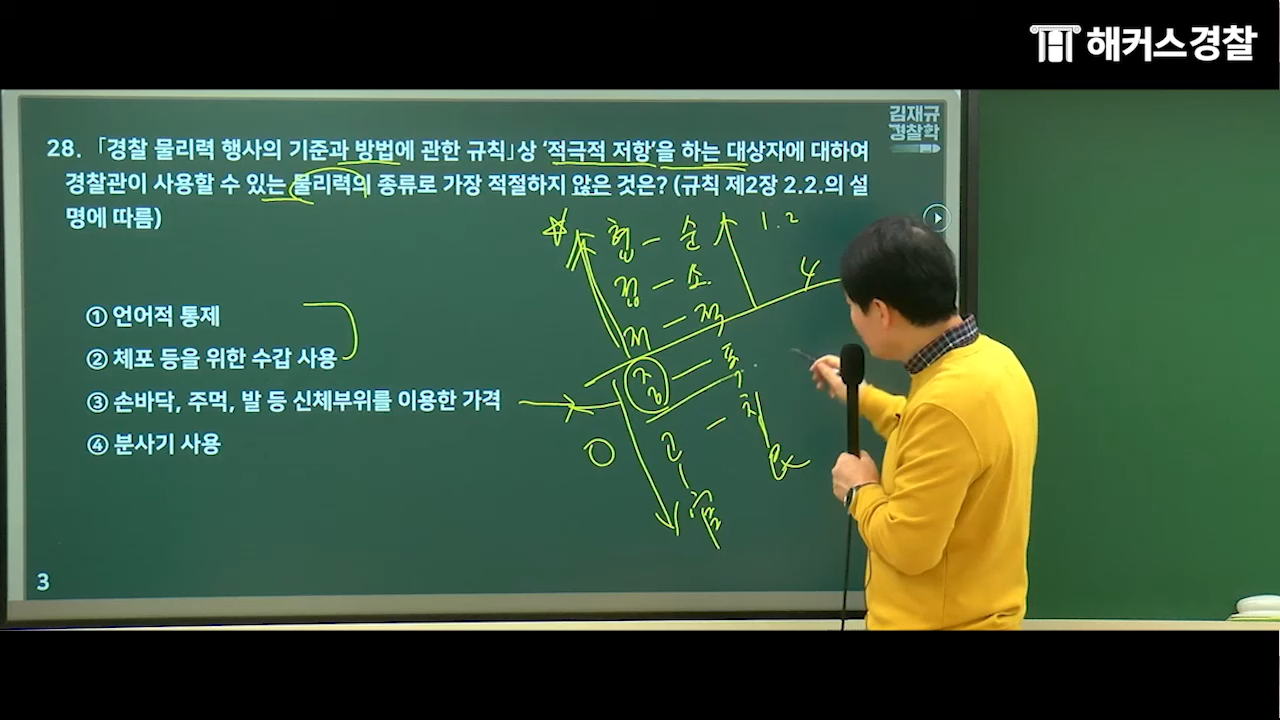 해커스경찰
김재규
경찰학
28. 「경찰 물리력 행사의 기준과 방법에 관한 규칙」상 '적극적 저항'을 하는 대상자에 대하여
경찰관이 사용할 수 있는 물리력의 종류로 가장 적절하지 않은 것은? (규칙 제2장 2.2.의 설
명에 따름)
① 언어적 통제
② 체포 등을 위한 수갑 사용
③ 손바닥, 주먹, 발 등 신체부위를 이용한 가격
④ 분사기 사용
협 - 순
1.2
접 - 소
4
저 - 적
중 - 폭
고 - 치
3